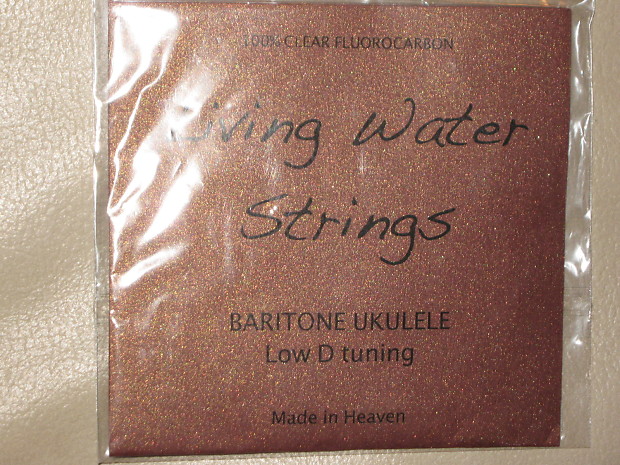 100% CLEAR FLUOROCARBON
Living Water
Strings
BARITONE UKULELE
Low D tuning
Made In Heaven